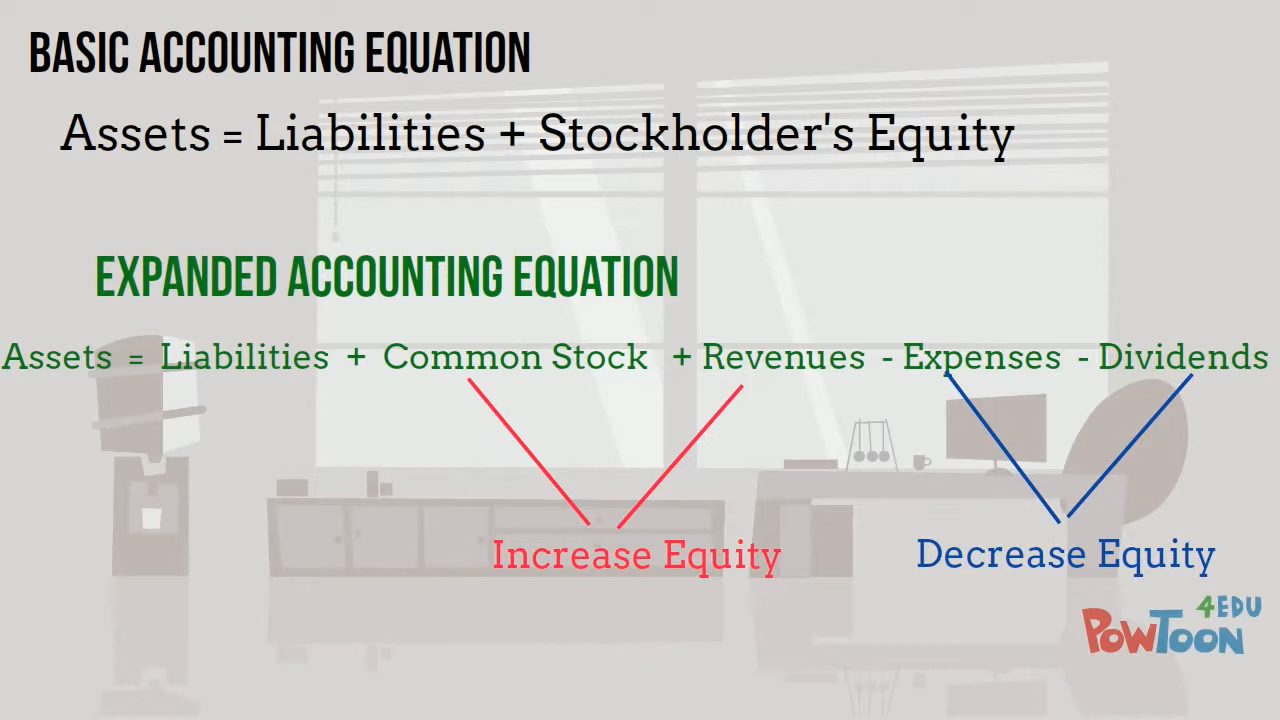 BASIC ACCOUNTING EQUATION
Assets = Liabilities + Stockholder's Equity
EXPANDED ACCOUNTING EQUATION
Assets = Liabilities + Common Stock + Revenues - Expenses - Dividends
Increase Equity
Decrease Equity
4EDU
POWTOON